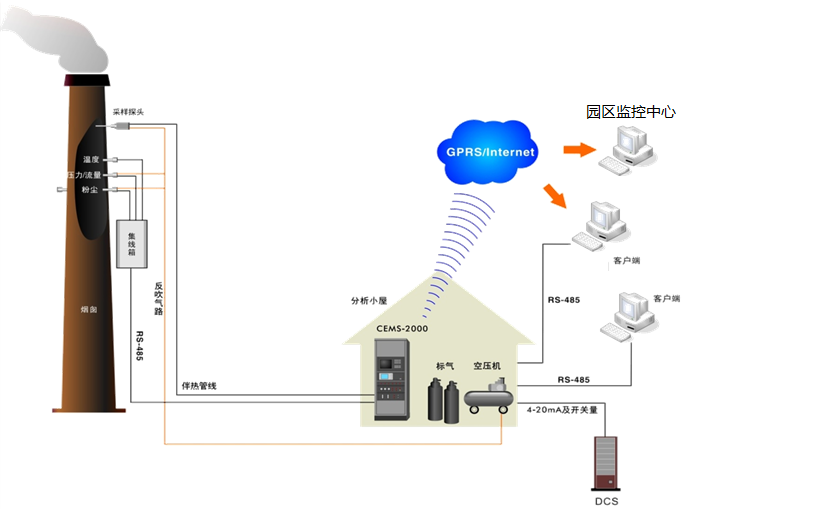 园区监控中心
采样探头
GPRS/Internet
温度
压力/流量
粉尘
集线箱
客户端
反吹气路
分析小屋
RS-485
客户端
烟囱
CEMS-2000
RS-485
标气
空压机
伴热管线
RS-485
4-20mA及开关量
DCS